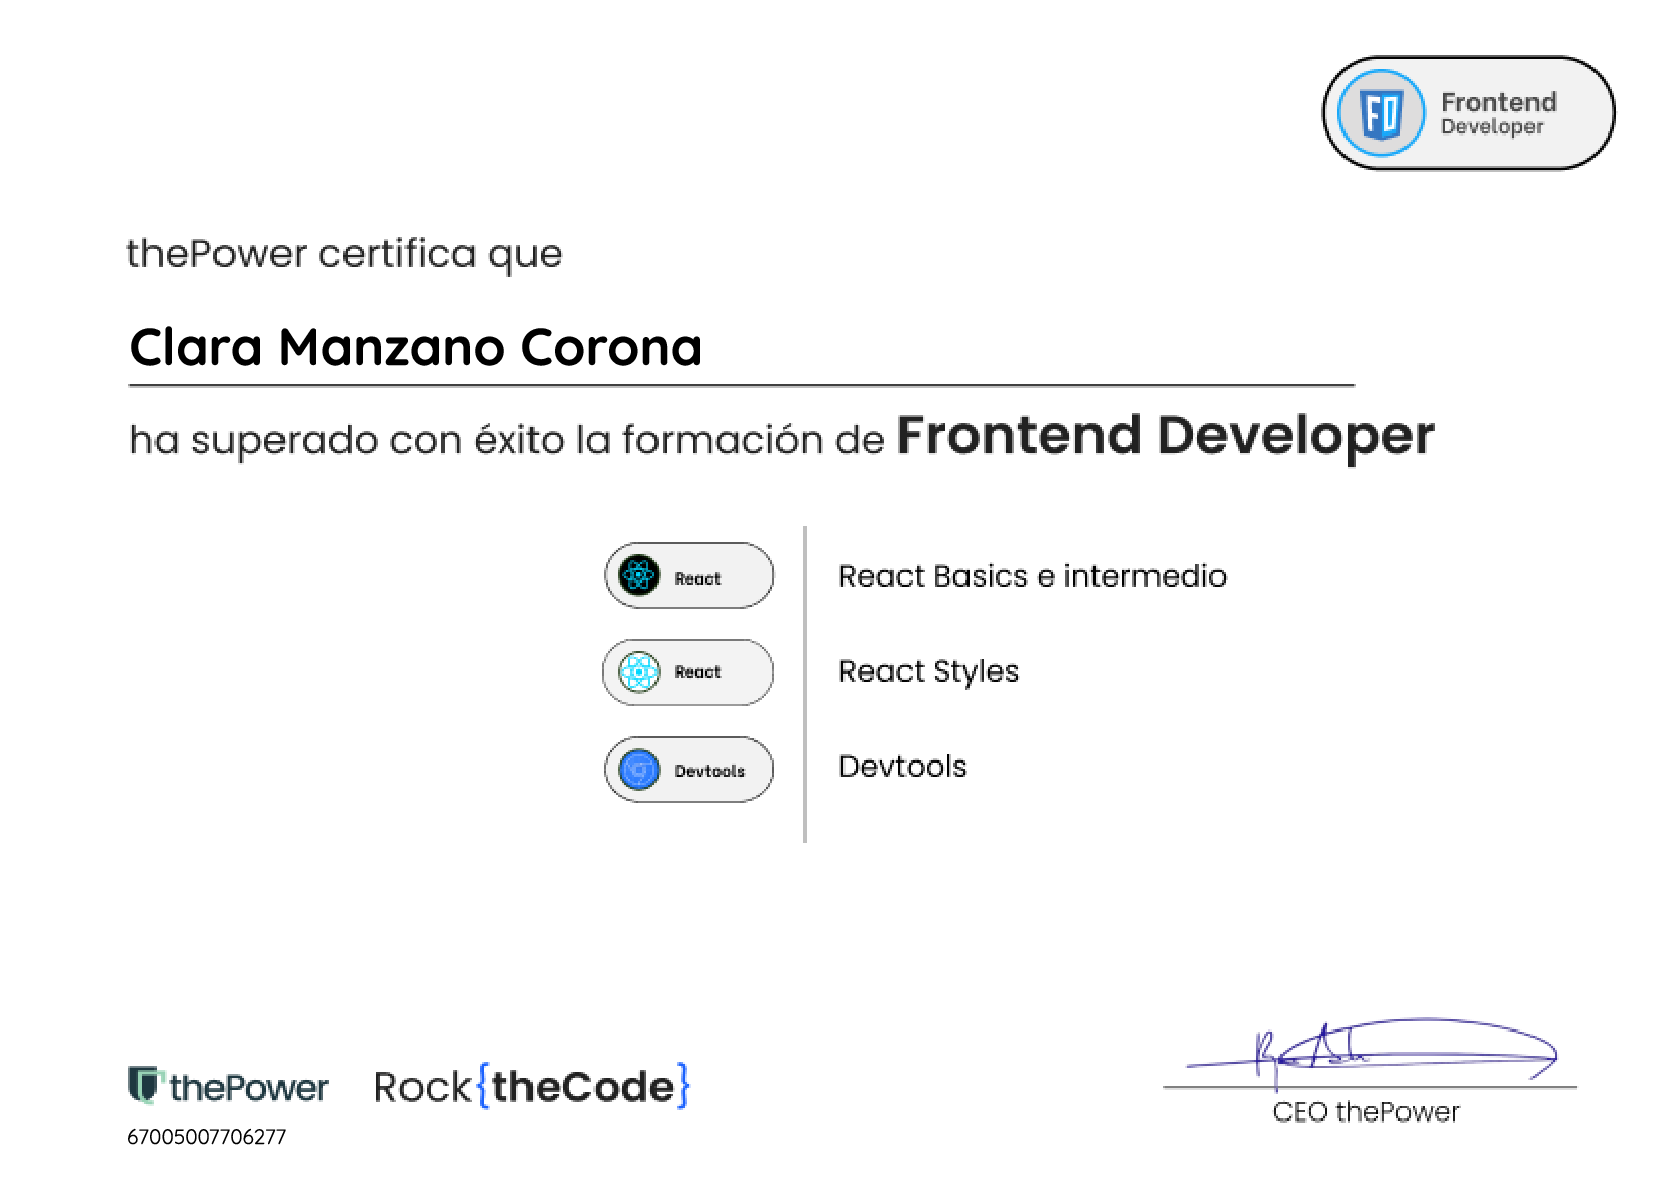 Frontend
Developer
thePower certifica que
Clara Manzano Corona
ha superado con éxito la formación de Frontend Developer
React
React Basics e intermedio
React
React Styles
Devtools
Devtools
thePower
Rock{theCode}
CEO thePower
67005007706277